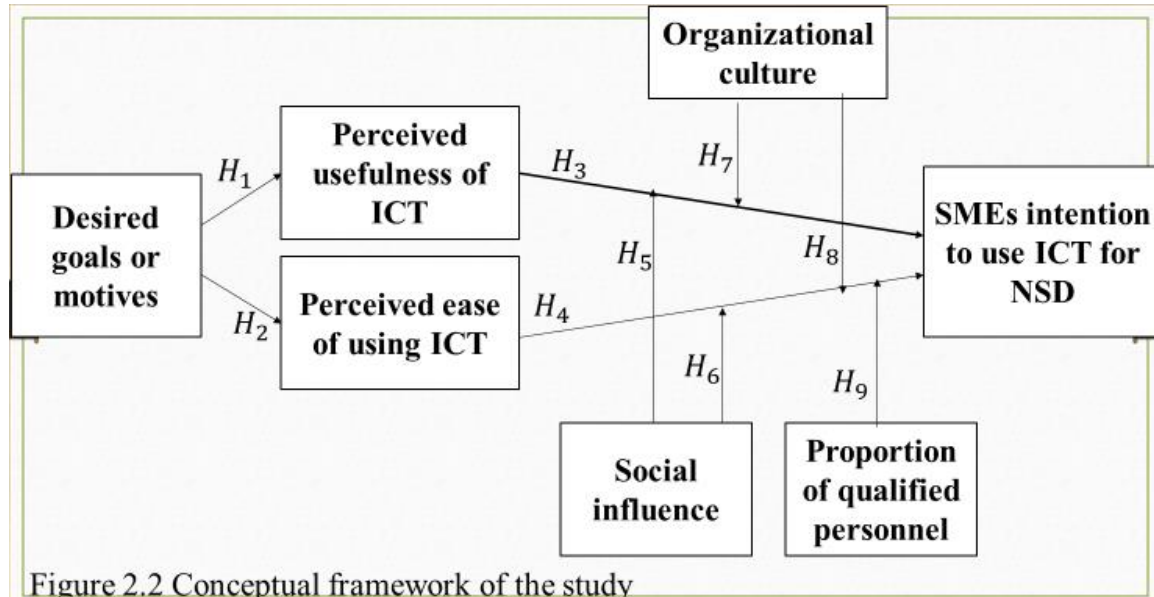 Organizational
culture
Perceived
usefulness of
ICT
H₁
H₃
H₇
Desired
goals or
motives
SMEs intention
to use ICT for
NSD
H₅
H₈
Perceived ease
of using ICT
H₂
H₄
H₆
H₉
Social
influence
Proportion
of qualified
personnel
Figure 2.2 Conceptual framework of the study